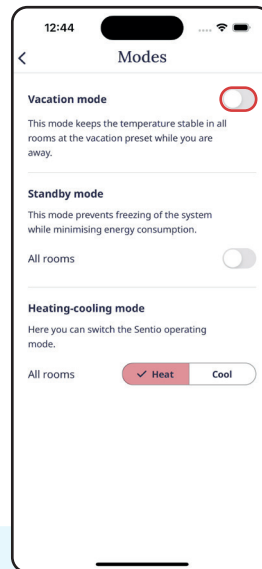 12:44
Modes
Vacation mode
This mode keeps the temperature stable in all
rooms at the vacation preset while you are
away.
Standby mode
This mode prevents freezing of the system
while minimising energy consumption.
All rooms
Heating-cooling mode
Here you can switch the Sentio operating
mode.
All rooms Heat Cool